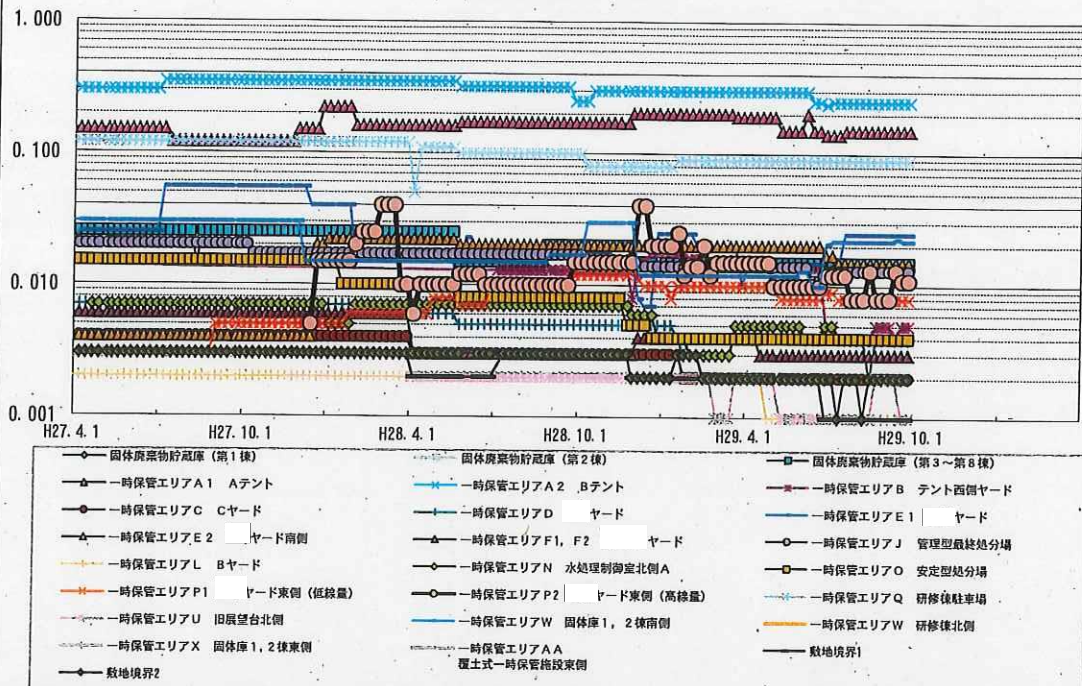 1.000
0.100
0.010
0.001
H27.4.1 H27.10.1 H28.4.1 H28.10.1 H29.4.1 H29.10.1
固体廃棄物貯蔵庫 (第1棟) 固体廃棄物貯蔵庫 (第2棟) 固体廃棄物貯蔵庫 (第3~第8棟)
一時保管エリアA1 Aテント 一時保管エリアA2 Bテント 一時保管エリアB テント西側ヤード
一時保管エリアC Cヤード 一時保管エリアD ヤード 一時保管エリアE1 ヤード
一時保管エリアE2 ヤード南側 一時保管エリアF1, F2 ヤード 一時保管エリアJ 管理型最終処分場
一時保管エリアL Bヤード 一時保管エリアN 水処理制御室北側A 一時保管エリアO 安定型処分場
一時保管エリアP1 ヤード東側 (低線量) 一時保管エリアP2 ヤード東側 (高線量) 一時保管エリアQ 研修棟駐車場
一時保管エリアU 旧展望台北側 一時保管エリアW 固体庫1, 2棟南側 一時保管エリアW 研修棟北側
一時保管エリアX 固体庫1, 2棟東側 一時保管エリアAA 敷地境界1
覆土式一時保管施設東側
敷地境界2